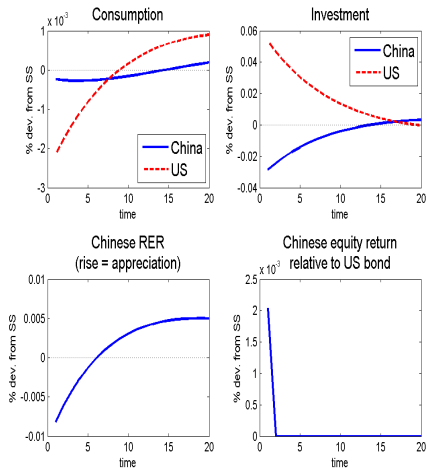 Consumption
x 10⁻³
1
0
-1
-2
-3
0 5 10 15 20
% dev. from SS
time
China
US
Investment
0.06
0.04
0.02
0
-0.02
-0.04
0 5 10 15 20
% dev. from SS
time
China
US
Chinese RER
(rise = appreciation)
0.01
0.005
0
-0.005
-0.01
0 5 10 15 20
% dev. from SS
time
Chinese equity return
relative to US bond
x 10⁻³
2.5
2
1.5
1
0.5
0
0 5 10 15 20
% dev. from SS
time